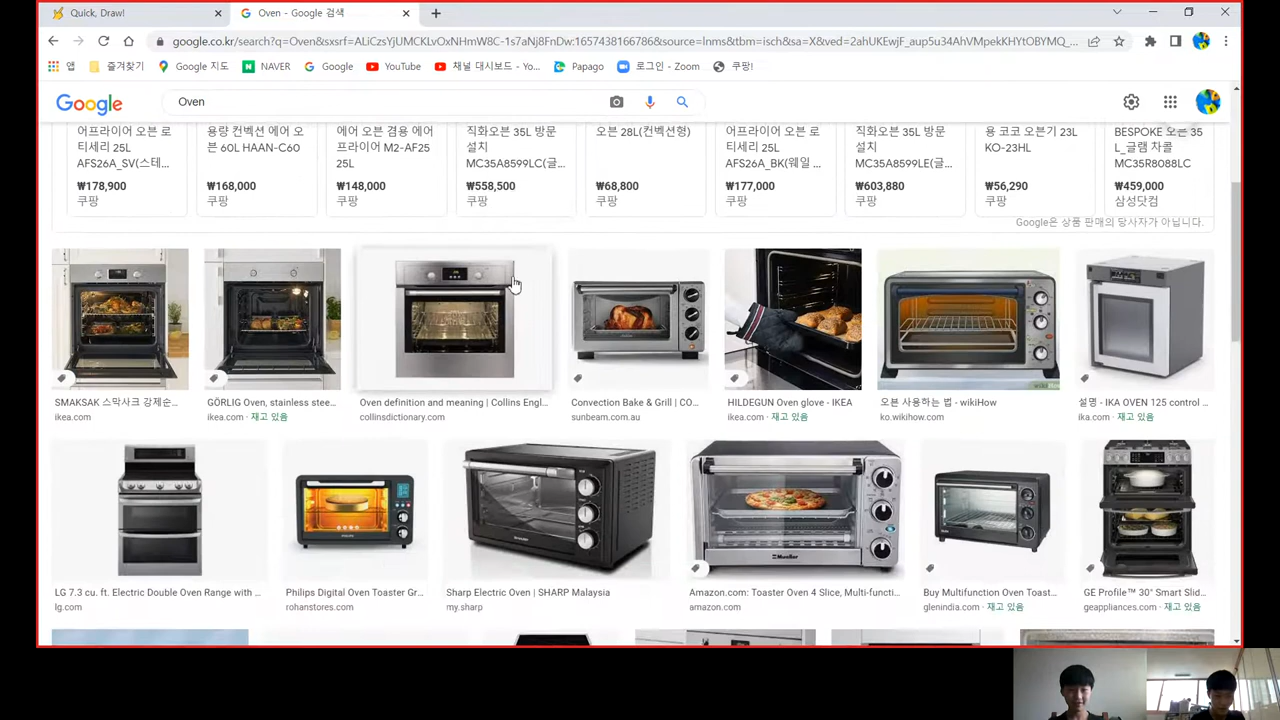 Quick, Draw!
Oven - Google 검색
google.co.kr/search?q=Oven&sxsrf=ALiCzsYjUMCKLvOxNHmW8C-1s7aNj8FnDw:1657438166786&source=lnms&tbm=isch&sa=X&ved=2ahUKEwjF_aup5u34AhVMpekKHYtOBYMQ_...
앱 즐겨찾기 Google 지도 NAVER Google YouTube 채널 대시보드 - Yo... Papago 로그인 - Zoom 쿠팡!
Google Oven
어프라이어 오븐 로 용량 컨벡션 에어 오 에어 오븐 겸용 에어 직화오븐 35L 방문 오븐 28L(컨벡션형) 어프라이어 오븐 로 직화오븐 35L 방문 용 코코 오븐기 23L BESPOKE 오븐 35
티세리 25L 븐 60L HAAN-C60 프라이어 M2-AF25 설치 티세리 25L 설치 KO-23HL L_글램 차콜
AFS26A_SV(스테... 25L MC35A8599LC(글... AFS26A_BK(웨일 ... MC35A8599LE(글... MC35R8088LC
₩178,900 ₩168,000 ₩148,000 ₩558,500 ₩68,800 ₩177,000 ₩603,880 ₩56,290 ₩459,000
쿠팡 쿠팡 쿠팡 쿠팡 쿠팡 쿠팡 쿠팡 쿠팡 삼성닷컴
Google은 상품 판매의 당사자가 아닙니다.
wikiHow
SMAKSAK 스막사크 강제순... GÖRLIG Oven, stainless stee... Oven definition and meaning | Collins Engl... Convection Bake & Grill | CO... HILDEGUN Oven glove - IKEA 오븐 사용하는 법 - wikiHow 설명 - IKA OVEN 125 control ...
ikea.com ikea.com · 재고 있음 collinsdictionary.com sunbeam.com.au ikea.com · 재고 있음 ko.wikihow.com ika.com · 재고 있음
PHILIPS SHARP Mueller
LG 7.3 cu. ft. Electric Double Oven Range with ... Philips Digital Oven Toaster Gr... Sharp Electric Oven | SHARP Malaysia Amazon.com: Toaster Oven 4 Slice, Multi-functi... Buy Multifunction Oven Toast... GE Profile™ 30" Smart Slid...
lg.com rohanstores.com my.sharp amazon.com glenindia.com · 재고 있음 geappliances.com · 재고 있음